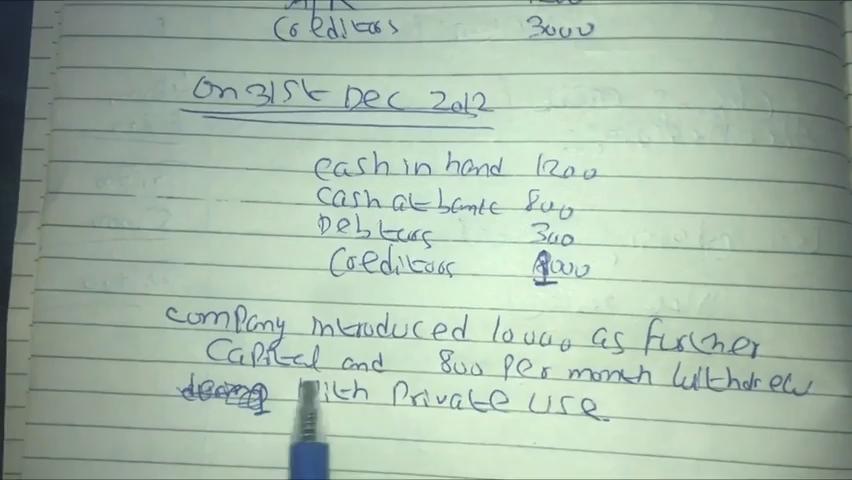 Creditors 3000
On 31st Dec 2012
cash in hand 1200
cash at bank 800
Debtors 300
Creditors 1000
company introduced 10000 as further
Capital and 800 per month withdrew
with Private use.